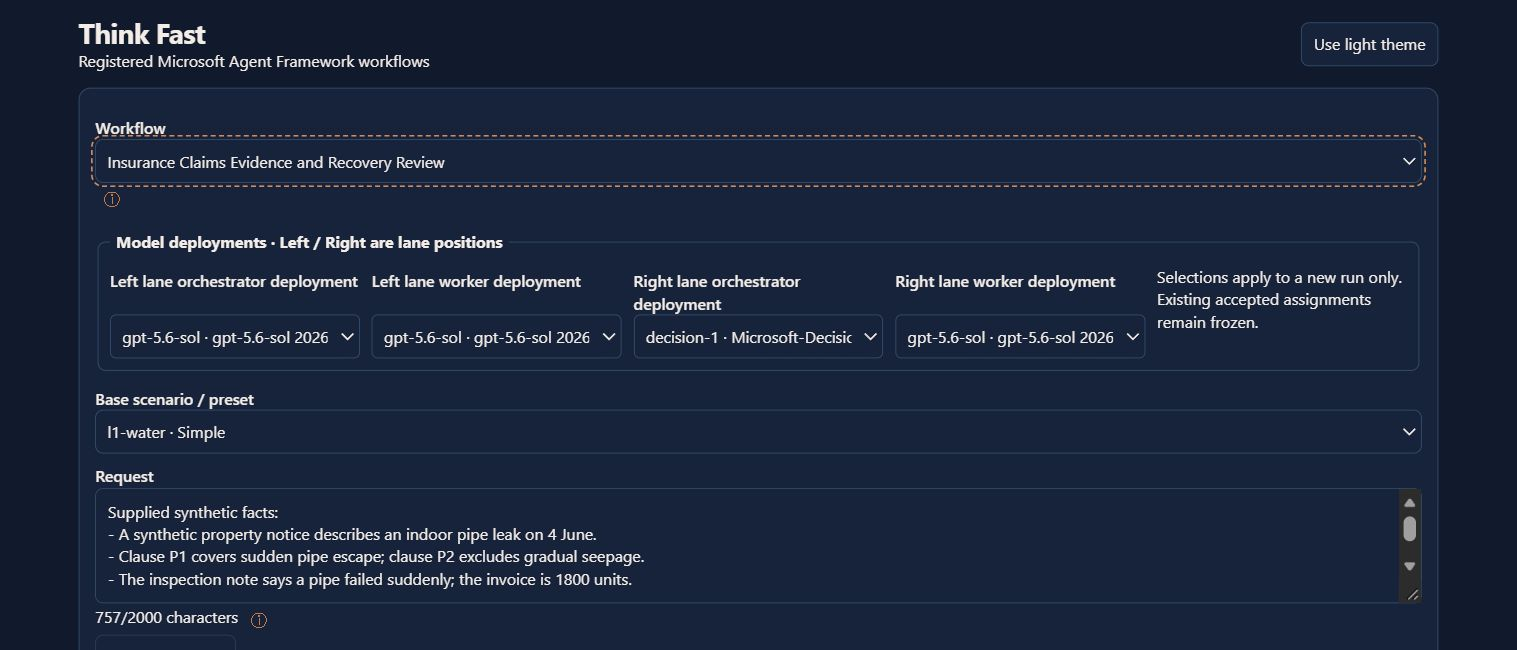 Think Fast
Registered Microsoft Agent Framework workflows
Use light theme
Workflow
Insurance Claims Evidence and Recovery Review
Model deployments · Left / Right are lane positions
Left lane orchestrator deployment
gpt-5.6-sol · gpt-5.6-sol 2026
Left lane worker deployment
gpt-5.6-sol · gpt-5.6-sol 2026
Right lane orchestrator
deployment
decision-1 · Microsoft-Decisic
Right lane worker deployment
gpt-5.6-sol · gpt-5.6-sol 2026
Selections apply to a new run only.
Existing accepted assignments
remain frozen.
Base scenario / preset
l1-water · Simple
Request
Supplied synthetic facts:
- A synthetic property notice describes an indoor pipe leak on 4 June.
- Clause P1 covers sudden pipe escape; clause P2 excludes gradual seepage.
- The inspection note says a pipe failed suddenly; the invoice is 1800 units.
757/2000 characters